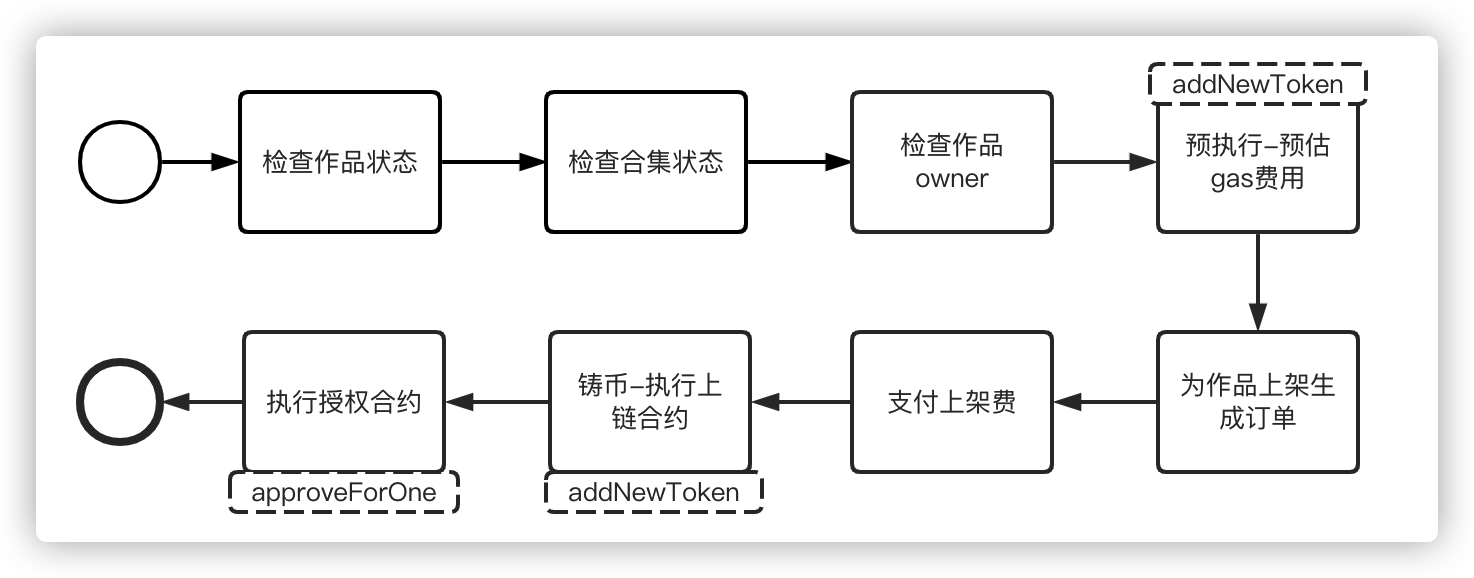 addNewToken
检查作品状态
检查合集状态
检查作品
owner
预执行–预估
gas费用
执行授权合约
铸币–执行上
链合约
支付上架费
为作品上架生
成订单
approveForOne
addNewToken